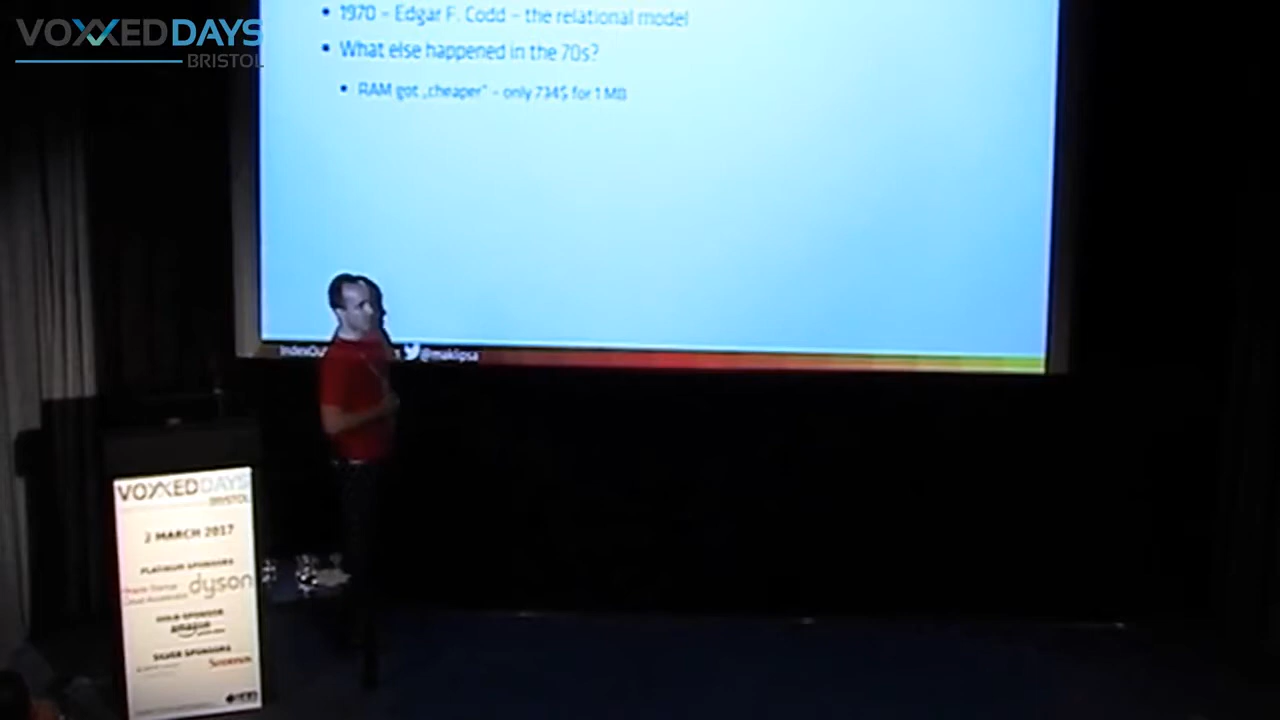 VOXXEDDAYS
BRISTOL
• 1970 – Edgar F. Codd – the relational model
• What else happened in the 70s?
• RAM got „cheaper" – only 734$ for 1 MB
@maklipsa
VOXXEDDAYS
BRISTOL
2 MARCH 2017
PLATINUM SPONSORS
dyson
GOLD SPONSOR
amazon
SILVER SPONSORS